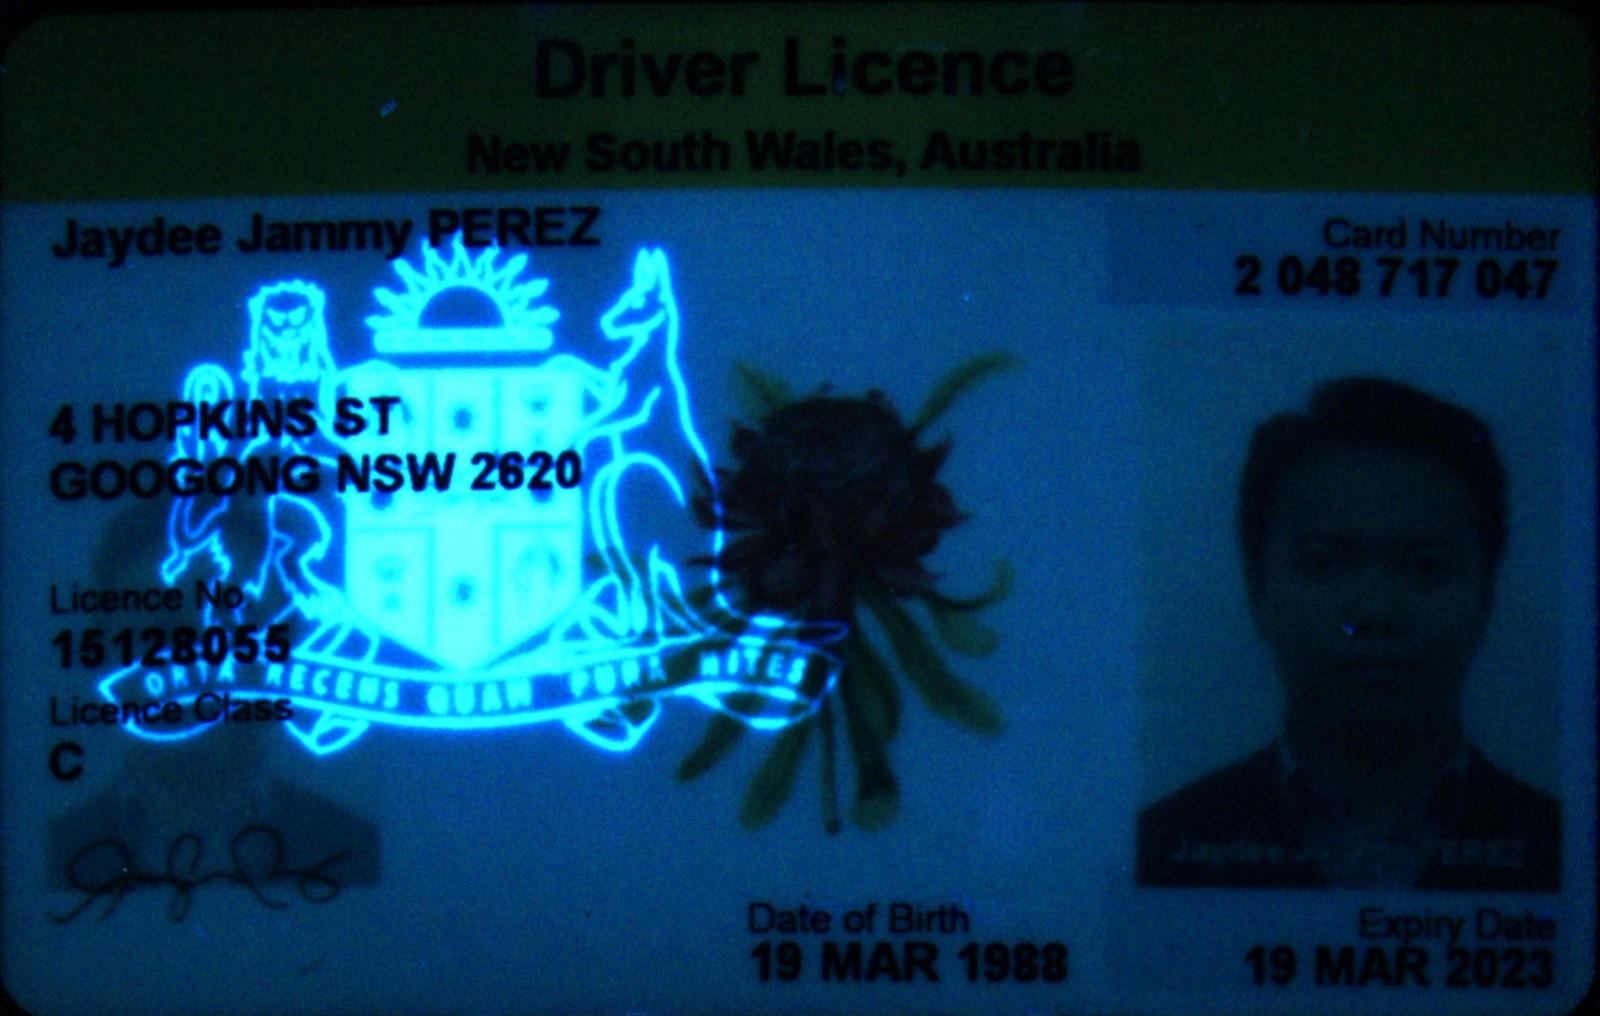 Driver Licence
New South Wales, Australia
Jaydee Jammy PEREZ
Card Number
2 048 717 047
4 HOPKINS ST
GOOGONG NSW 2620
Licence No.
15128055
ORTA RECENS QUAM PURA NITES
Licence Class
C
Jaydee Jammy PEREZ
Date of Birth
19 MAR 1988
Expiry Date
19 MAR 2023